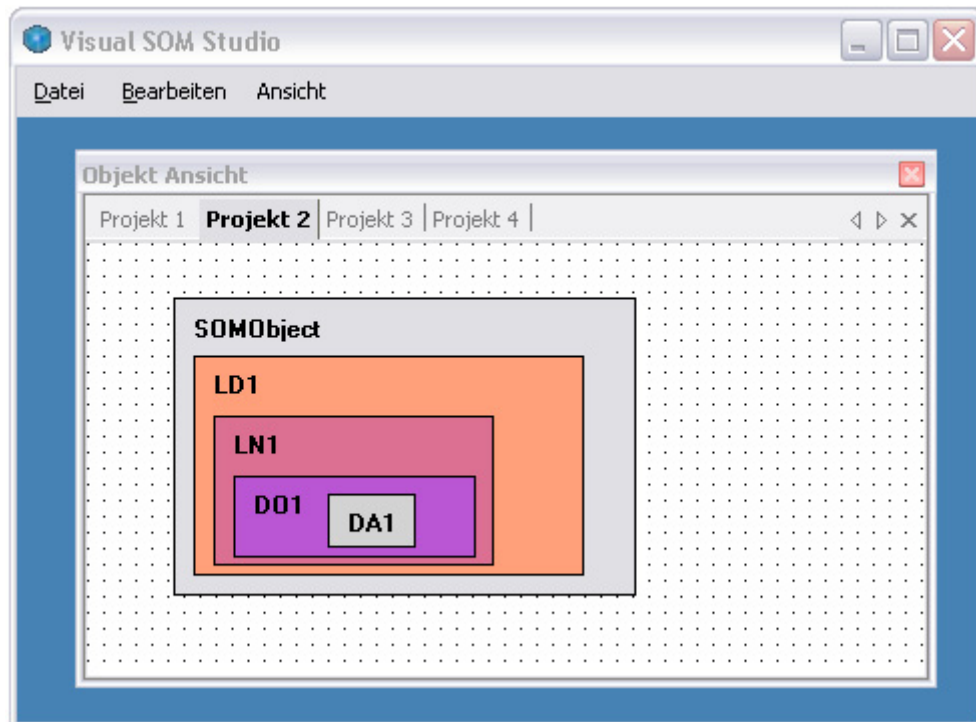 Visual SOM Studio
Datei Bearbeiten Ansicht
Objekt Ansicht
Projekt 1 Projekt 2 Projekt 3 Projekt 4
SOMObject
LD1
LN1
DO1
DA1